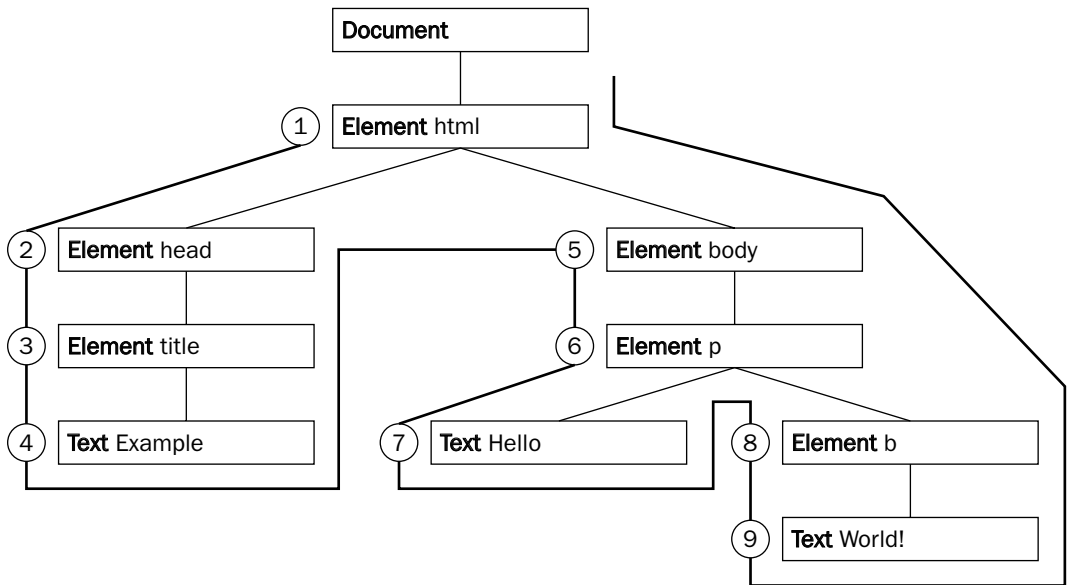 Document
1 Element html
2 Element head
5 Element body
3 Element title
6 Element p
4 Text Example
7 Text Hello
8 Element b
9 Text World!